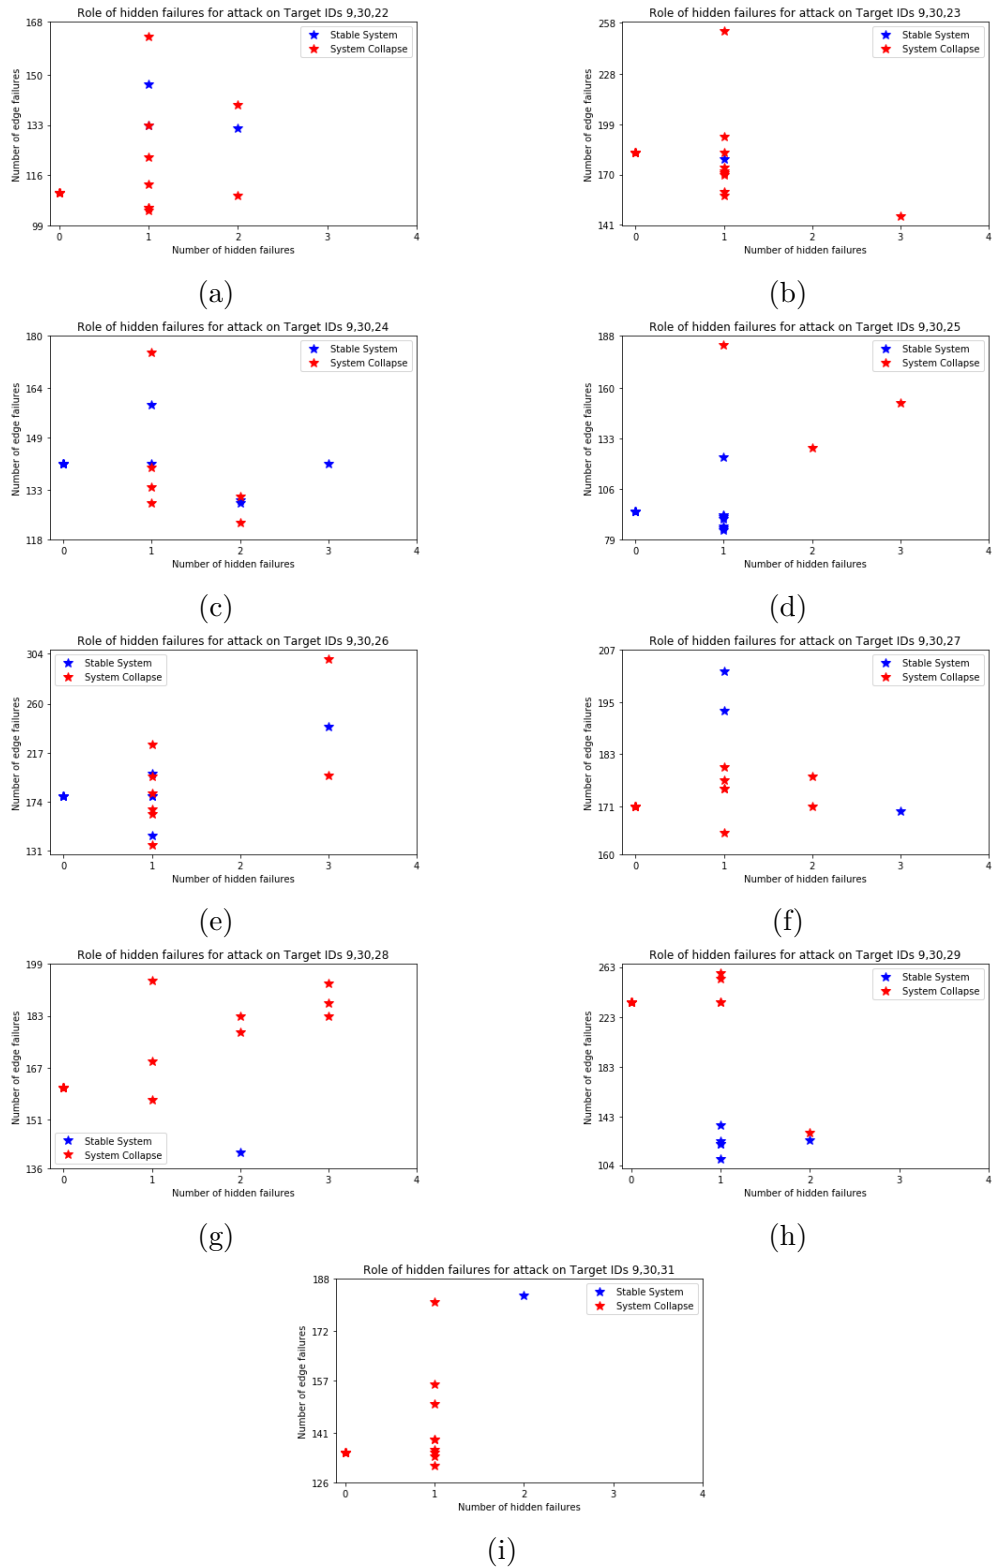 Role of hidden failures for attack on Target IDs 9,30,22
168
150
133
116
99
Number of edge failures
Stable System
System Collapse
0 1 2 3 4
Number of hidden failures
(a)
Role of hidden failures for attack on Target IDs 9,30,23
258
228
199
170
141
Number of edge failures
Stable System
System Collapse
0 1 2 3 4
Number of hidden failures
(b)
Role of hidden failures for attack on Target IDs 9,30,24
180
164
149
133
118
Number of edge failures
Stable System
System Collapse
0 1 2 3 4
Number of hidden failures
(c)
Role of hidden failures for attack on Target IDs 9,30,25
188
160
133
106
79
Number of edge failures
Stable System
System Collapse
0 1 2 3 4
Number of hidden failures
(d)
Role of hidden failures for attack on Target IDs 9,30,26
304
260
217
174
131
Number of edge failures
Stable System
System Collapse
0 1 2 3 4
Number of hidden failures
(e)
Role of hidden failures for attack on Target IDs 9,30,27
207
195
183
171
160
Number of edge failures
Stable System
System Collapse
0 1 2 3 4
Number of hidden failures
(f)
Role of hidden failures for attack on Target IDs 9,30,28
199
183
167
151
136
Number of edge failures
Stable System
System Collapse
0 1 2 3 4
Number of hidden failures
(g)
Role of hidden failures for attack on Target IDs 9,30,29
263
223
183
143
104
Number of edge failures
Stable System
System Collapse
0 1 2 3 4
Number of hidden failures
(h)
Role of hidden failures for attack on Target IDs 9,30,31
188
172
157
141
126
Number of edge failures
Stable System
System Collapse
0 1 2 3 4
Number of hidden failures
(i)